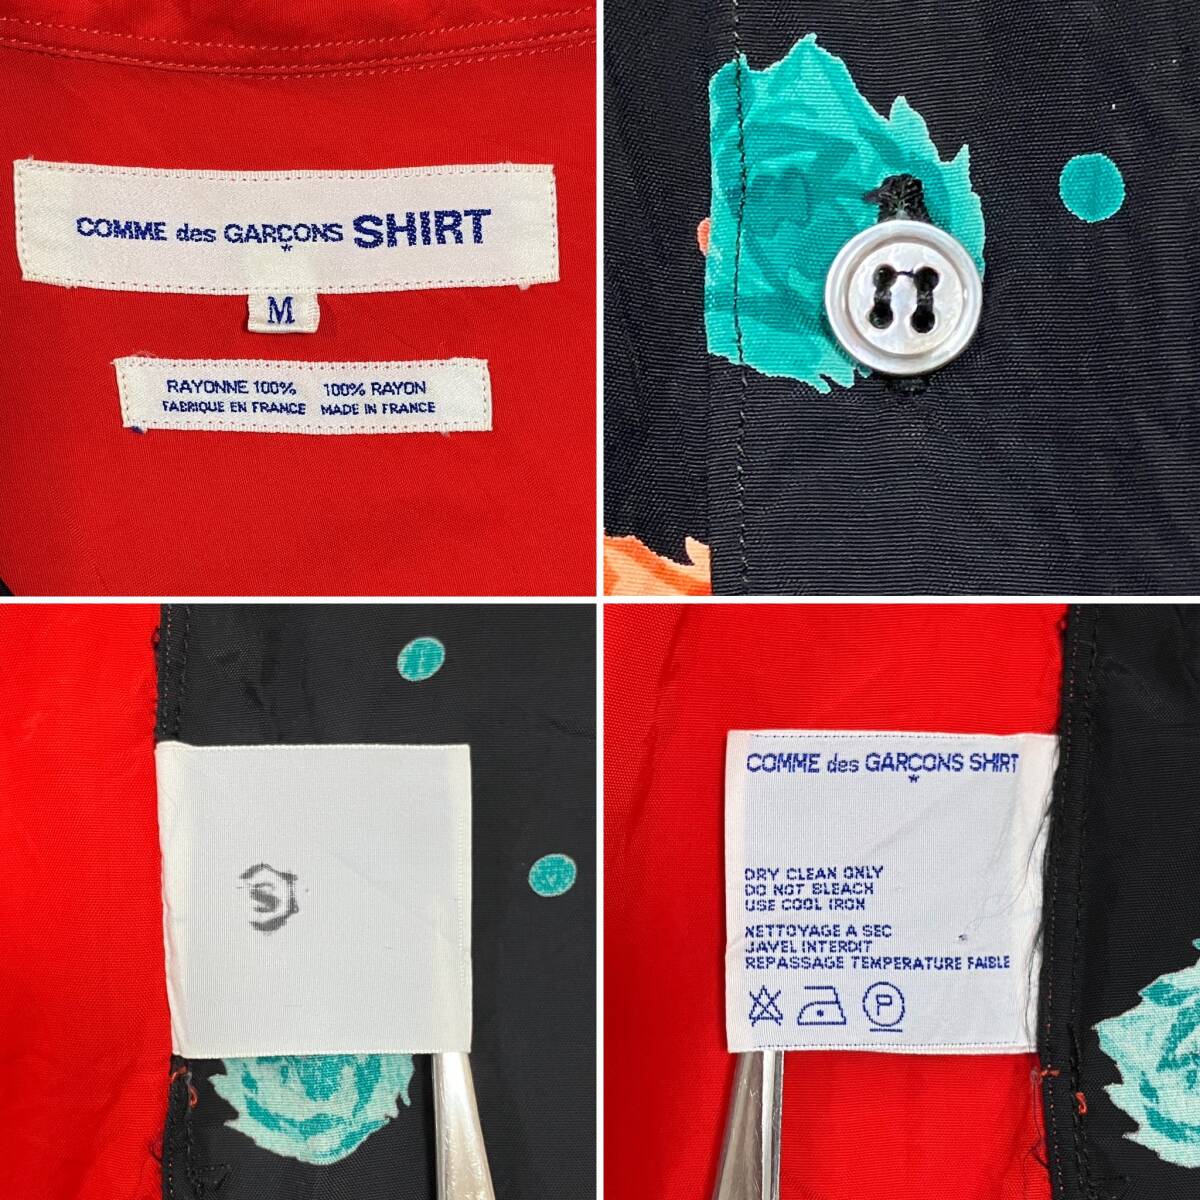 COMME des GARÇONS SHIRT
M
RAYONNE 100% 100% RAYON
FABRIQUE EN FRANCE MADE IN FRANCE
S
COMME des GARÇONS SHIRT
DRY CLEAN ONLY
DO NOT BLEACH
USE COOL IRON
NETTOYAGE A SEC
JAVEL INTERDIT
REPASSAGE TEMPERATURE FAIBLE
P